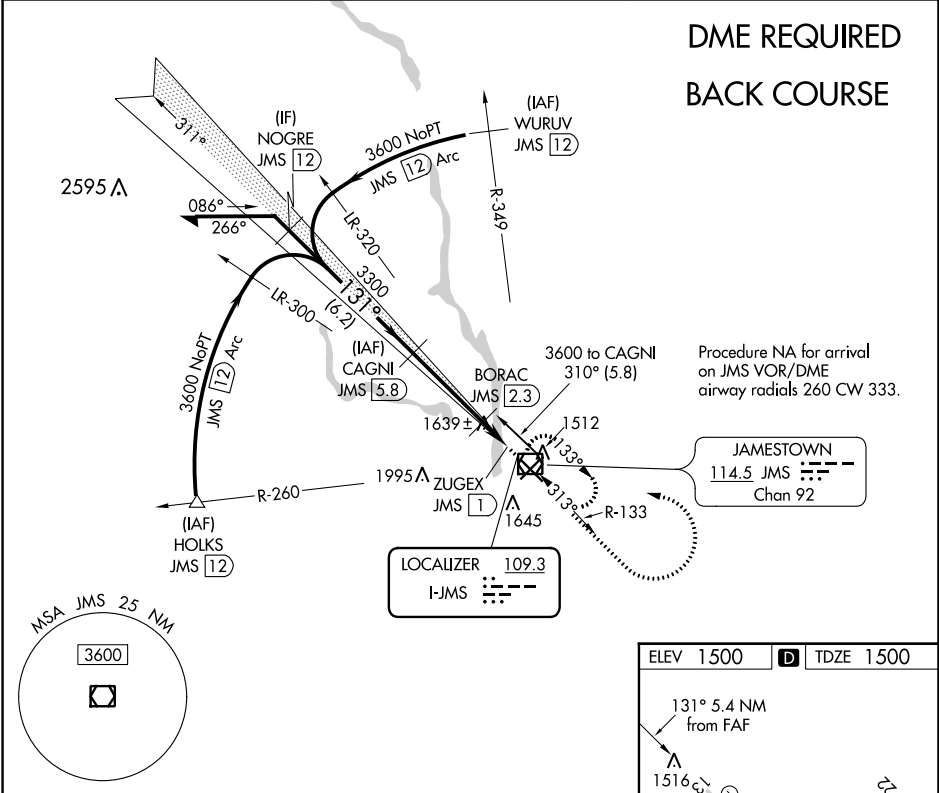 DME REQUIRED
BACK COURSE
311°
(IF)
NOGRE
JMS 12
3600 NoPT
JMS 12 Arc
(IAF)
WURUV
JMS 12
R-349
2595
086°
266°
LR-320
LR-300
3300
131°
(6.2)
3600 NoPT
JMS 12 Arc
(IAF)
CAGNI
JMS 5.8
BORAC
JMS 2.3
3600 to CAGNI
310° (5.8)
Procedure NA for arrival
on JMS VOR/DME
airway radials 260 CW 333.
1639±
1512
133°
JAMESTOWN
114.5 JMS
Chan 92
1995
ZUGEX
JMS 1
1645
313°
R-133
R-260
(IAF)
HOLKS
JMS 12
LOCALIZER 109.3
I-JMS
MSA JMS 25 NM
3600
ELEV 1500 D TDZE 1500
131° 5.4 NM
from FAF
1516
22